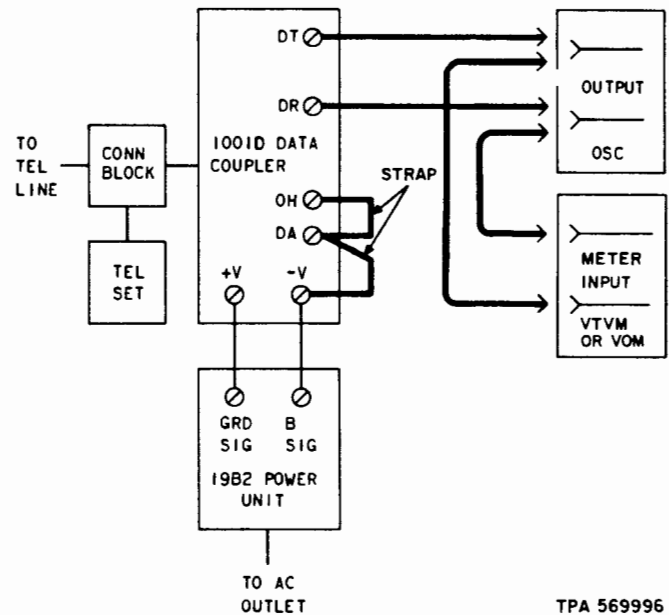 DT
OUTPUT
DR
OSC
TO
TEL
LINE
CONN
BLOCK
1001D DATA
COUPLER
STRAP
OH
DA
TEL
SET
+V
-V
METER
INPUT
VTVM
OR VOM
GRD
SIG
B
SIG
19B2 POWER
UNIT
TO AC
OUTLET
TPA 569996